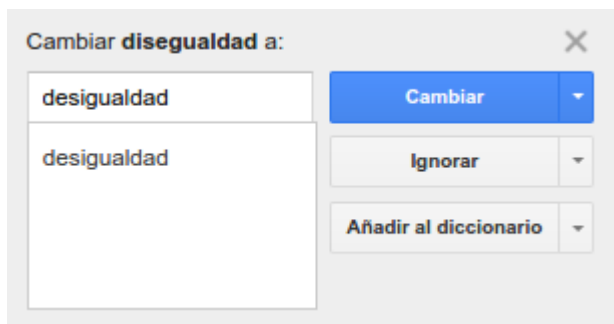 Cambiar disegualdad a:
desigualdad
Cambiar
desigualdad
Ignorar
Añadir al diccionario